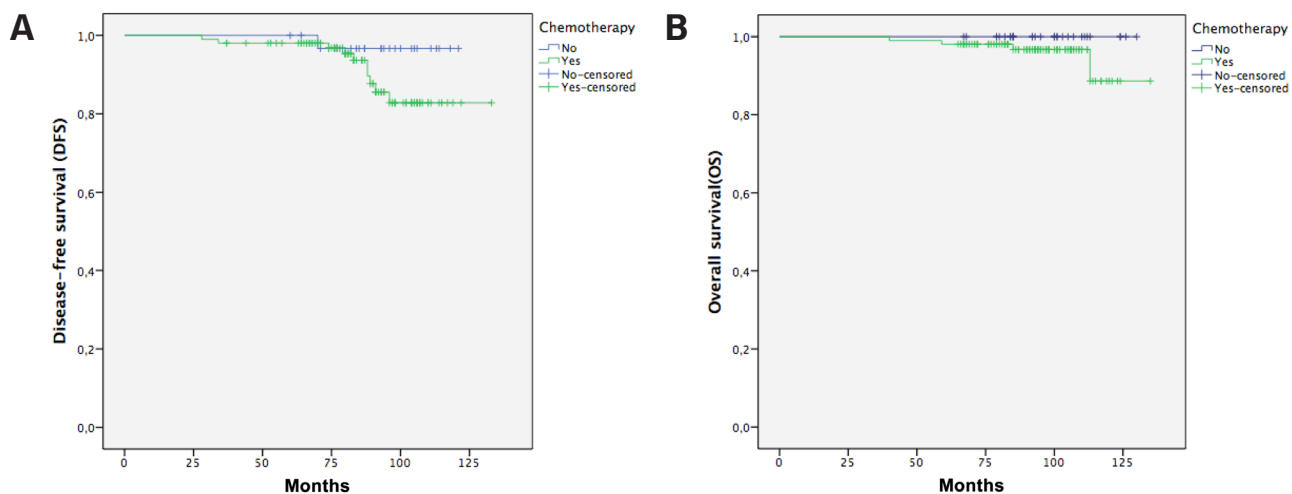 A
Chemotherapy
No
Yes
No-censored
Yes-censored
Disease-free survival (DFS)
1,0
0,8
0,6
0,4
0,2
0,0
0 25 50 75 100 125
Months
B
Chemotherapy
No
Yes
No-censored
Yes-censored
Overall survival(OS)
1,0
0,8
0,6
0,4
0,2
0,0
0 25 50 75 100 125
Months